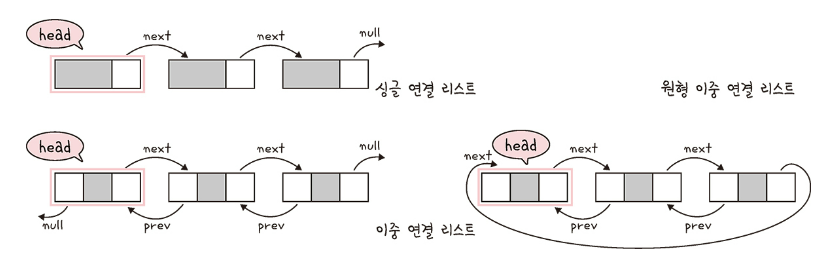 head
next
next
null
싱글 연결 리스트
원형 이중 연결 리스트
head
next
next
null
null
prev
prev
이중 연결 리스트
next
head
next
next
prev
prev